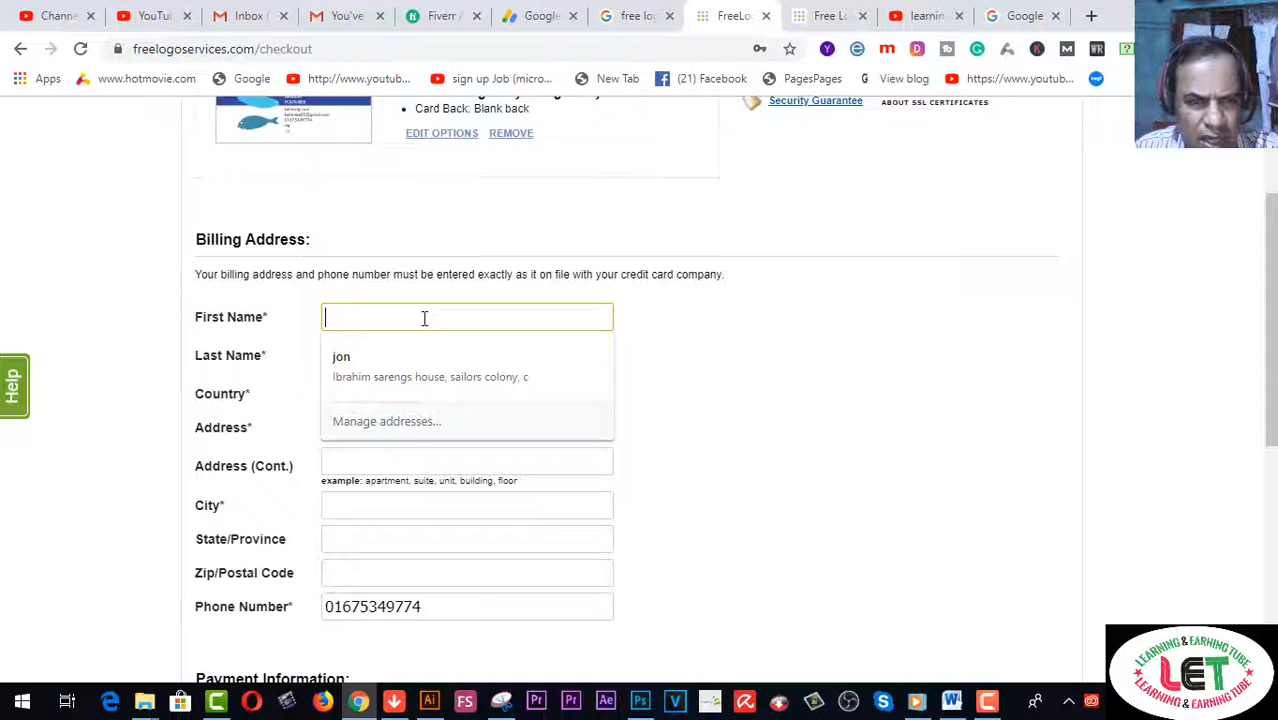 Channe
YouTul
Inbox (
You've
Fiverr /
Google
free log
FreeLo
Free Lo
learnin
Google
freelogoservices.com/checkout
Apps
www.hotmovie.com
Google
http://www.youtub...
sign up Job (micro...
New Tab
(21) Facebook
PagesPages
View blog
https://www.youtub...
Card Back: Blank back
EDIT OPTIONS REMOVE
Security Guarantee
ABOUT SSL CERTIFICATES
Billing Address:
Your billing address and phone number must be entered exactly as it on file with your credit card company.
First Name*
Last Name*
jon
Ibrahim sarengs house, sailors colony, c
Country*
Manage addresses...
Address*
Address (Cont.)
example: apartment, suite, unit, building, floor
City*
State/Province
Zip/Postal Code
Phone Number* 01675349774
Payment Information:
Help
LEARNING & EARNING TUBE
LET
LEARNING & EARNING TUBE